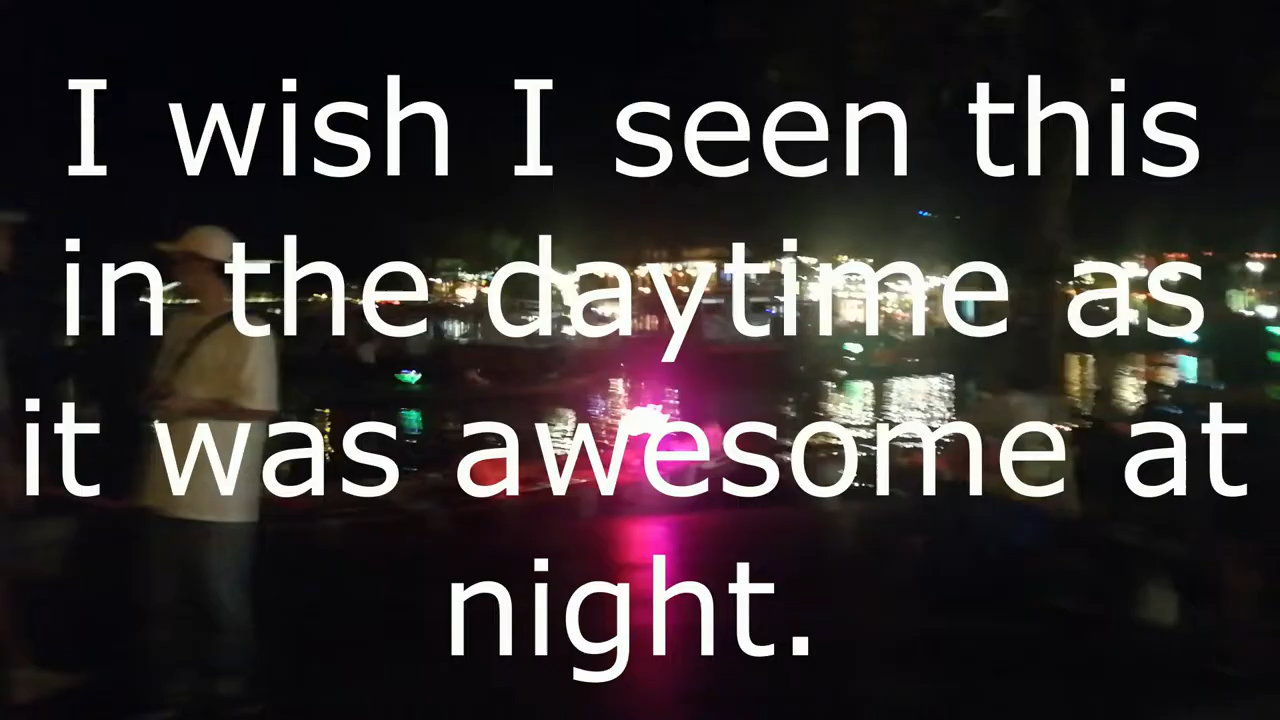 I wish I seen this
in the daytime as
it was awesome at
night.